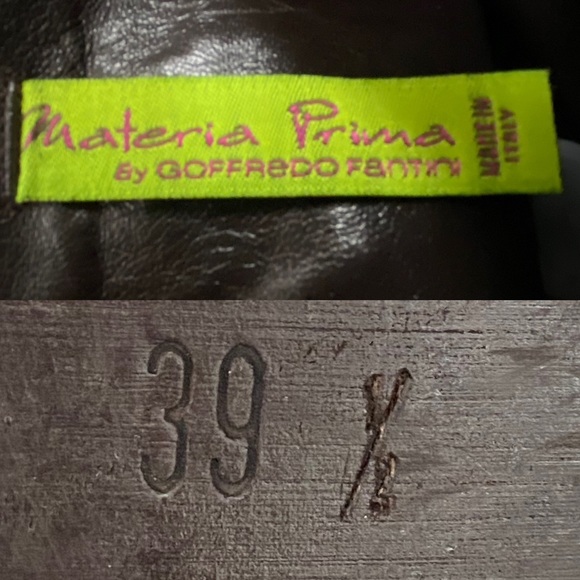 Materia Prima
By GOFFREDO FANTINI
MADE IN
ITALY
39 ½